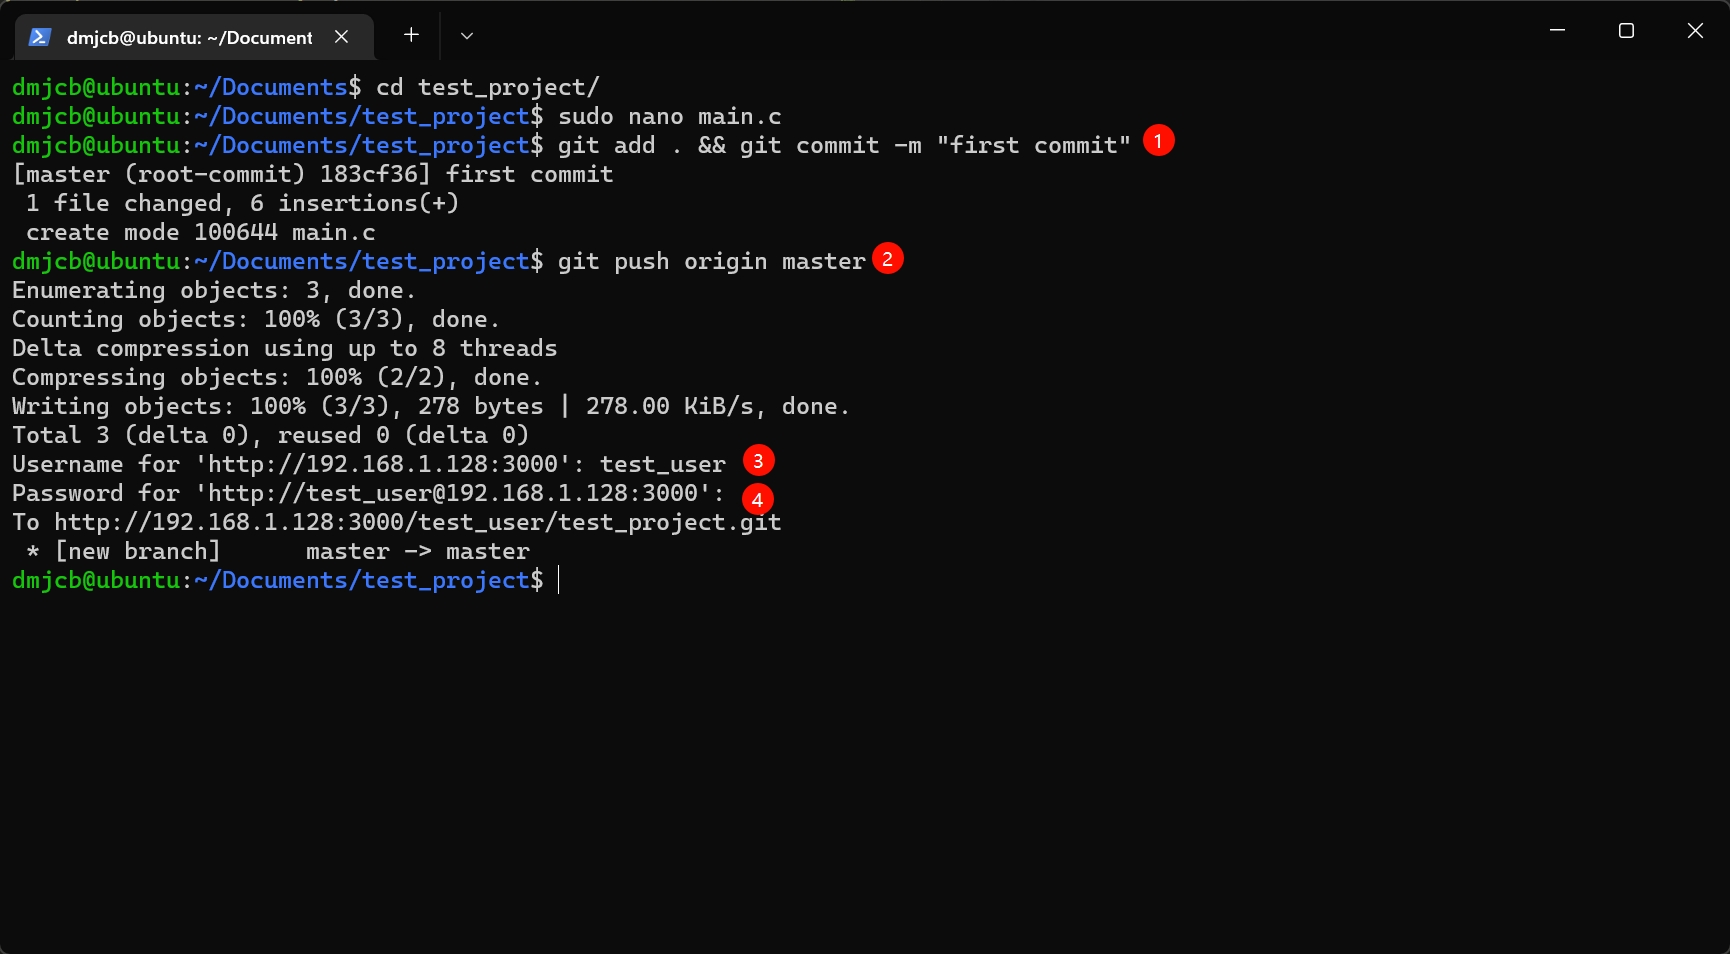 dmjcb@ubuntu: ~/Document
dmjcb@ubuntu:~/Documents$ cd test_project/
dmjcb@ubuntu:~/Documents/test_project$ sudo nano main.c
dmjcb@ubuntu:~/Documents/test_project$ git add . && git commit -m "first commit" 1
[master (root-commit) 183cf36] first commit
 1 file changed, 6 insertions(+)
 create mode 100644 main.c
dmjcb@ubuntu:~/Documents/test_project$ git push origin master 2
Enumerating objects: 3, done.
Counting objects: 100% (3/3), done.
Delta compression using up to 8 threads
Compressing objects: 100% (2/2), done.
Writing objects: 100% (3/3), 278 bytes | 278.00 KiB/s, done.
Total 3 (delta 0), reused 0 (delta 0)
Username for 'http://192.168.1.128:3000': test_user 3
Password for 'http://test_user@192.168.1.128:3000': 4
To http://192.168.1.128:3000/test_user/test_project.git
 * [new branch]      master -> master
dmjcb@ubuntu:~/Documents/test_project$